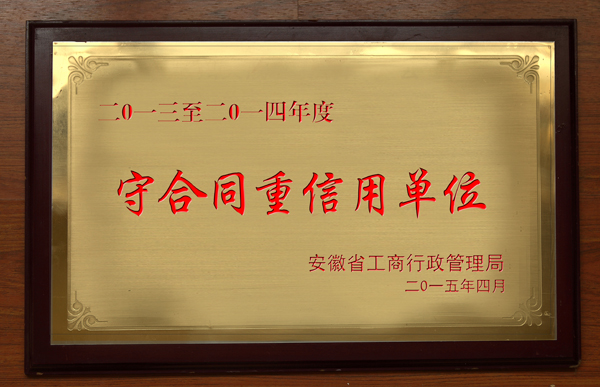 二0一三至二0一四年度
守合同重信用单位
安徽省工商行政管理局
二0一五年四月